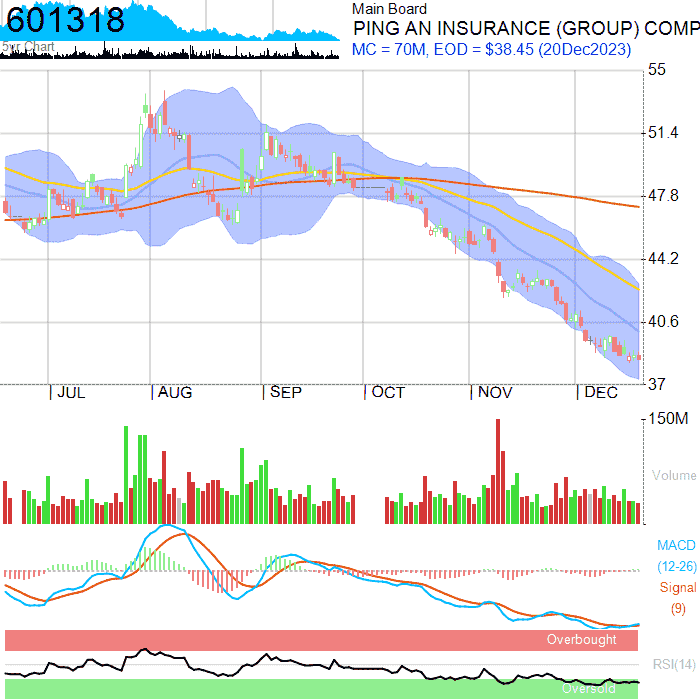 601318
5yr Chart
Main Board
PING AN INSURANCE (GROUP) COMP
MC = 70M, EOD = $38.45 (20Dec2023)
55
51.4
47.8
44.2
40.6
37
JUL
AUG
SEP
OCT
NOV
DEC
150M
Volume
MACD
(12-26)
Signal
(9)
Overbought
RSI(14)
Oversold